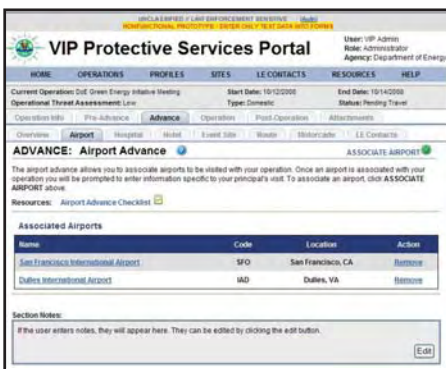 UNCLASSIFIED // LAW ENFORCEMENT SENSITIVE (Audit)
NONFUNCTIONAL PROTOTYPE - ENTER ONLY TEST DATA INTO FORMS
VIP Protective Services Portal
User: VIP Admin
Role: Administrator
Agency: Department of Energy
HOME OPERATIONS PROFILES SITES LE CONTACTS RESOURCES HELP
Current Operation: DoE Green Energy Initiative Meeting Start Date: 10/12/2008 End Date: 10/14/2008
Operational Threat Assessment: Low Type: Domestic Status: Pending Travel
Operation Info Pre-Advance Advance Operation Post-Operation Attachments
Overview Airport Hospital Hotel Event Site Route Motorcade LE Contacts
ADVANCE: Airport Advance ASSOCIATE AIRPORT
The airport advance allows you to associate airports to be visited with your operation. Once an airport is associated with your
operation you will be prompted to enter information specific to your principal's visit. To associate an airport, click ASSOCIATE
AIRPORT above.
Resources: Airport Advance Checklist
Associated Airports
Name Code Location Action
San Francisco International Airport SFO San Francisco, CA Remove
Dulles International Airport IAD Dulles, VA Remove
Section Notes:
If the user enters notes, they will appear here. They can be edited by clicking the edit button.
Edit